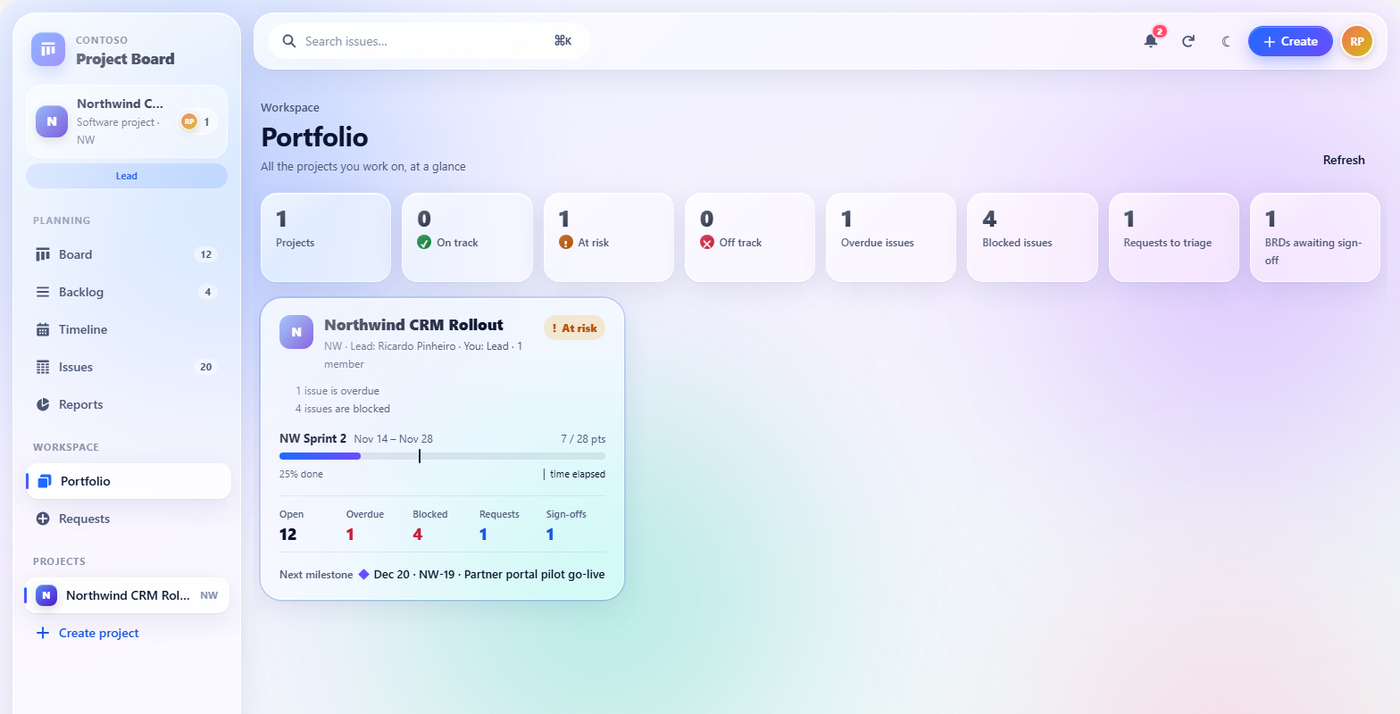 CONTOSO
Project Board
Northwind C...
Software project ·
NW
RP 1
N
Lead
PLANNING
Board 12
Backlog 4
Timeline
Issues 20
Reports
WORKSPACE
Portfolio
Requests
PROJECTS
N Northwind CRM Rol... NW
Create project
Search issues... ⌘K
2
+ Create
RP
Workspace
Portfolio
All the projects you work on, at a glance
Refresh
1
Projects
0
On track
1
At risk
0
Off track
1
Overdue issues
4
Blocked issues
1
Requests to triage
1
BRDs awaiting sign-
off
N
Northwind CRM Rollout
! At risk
NW · Lead: Ricardo Pinheiro · You: Lead · 1
member
1 issue is overdue
4 issues are blocked
NW Sprint 2 Nov 14 – Nov 28 7 / 28 pts
25% done | time elapsed
Open Overdue Blocked Requests Sign-offs
12 1 4 1 1
Next milestone ◆ Dec 20 · NW-19 · Partner portal pilot go-live